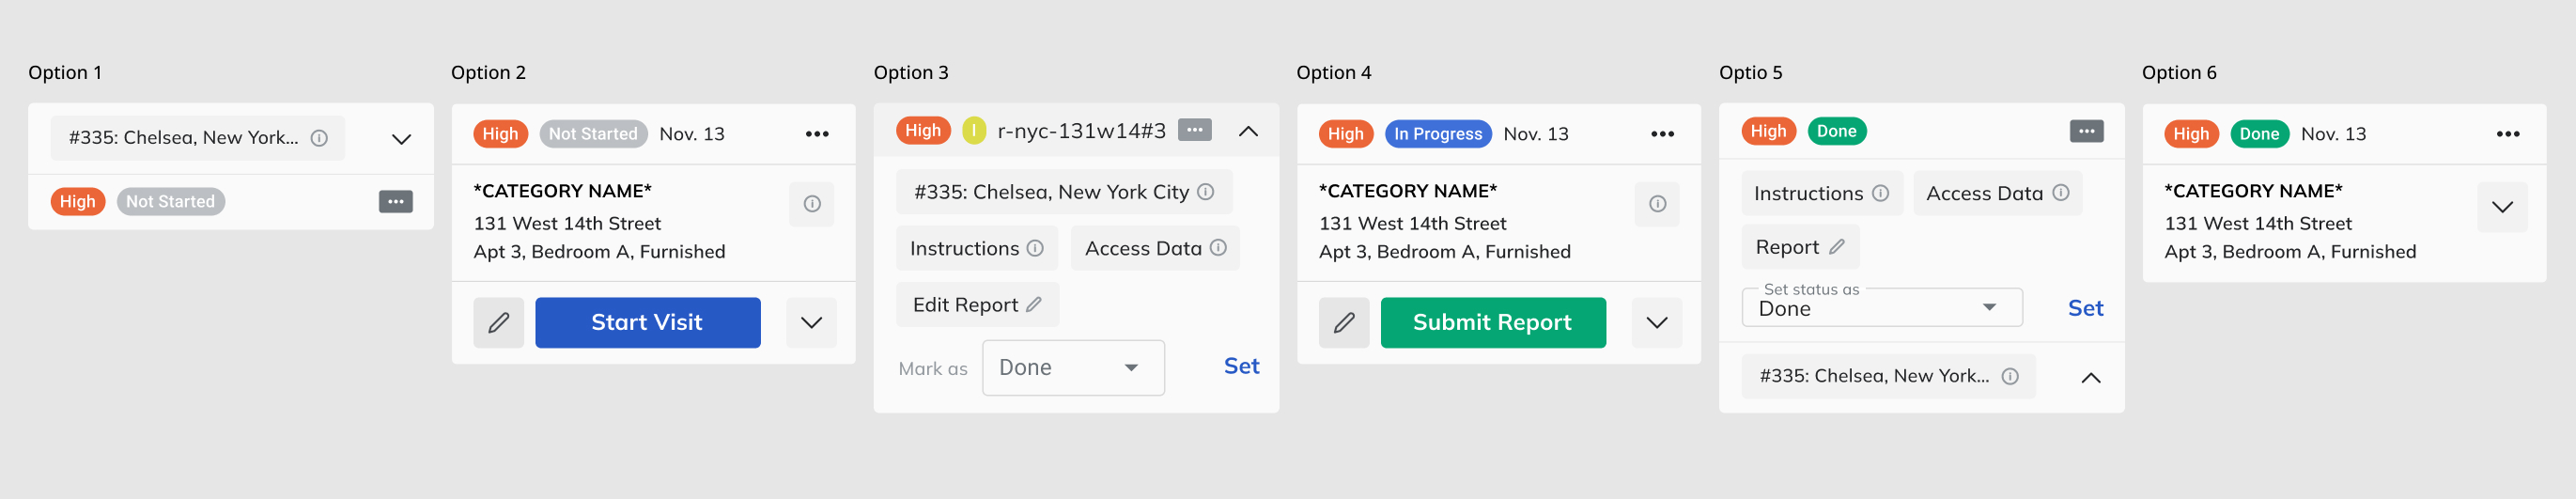 Option 1
#335: Chelsea, New York...
High Not Started
Option 2
High Not Started Nov. 13
*CATEGORY NAME*
131 West 14th Street
Apt 3, Bedroom A, Furnished
Start Visit
Option 3
High I r-nyc-131w14#3
#335: Chelsea, New York City
Instructions Access Data
Edit Report
Mark as Done Set
Option 4
High In Progress Nov. 13
*CATEGORY NAME*
131 West 14th Street
Apt 3, Bedroom A, Furnished
Submit Report
Optio 5
High Done
Instructions Access Data
Report
Set status as
Done Set
#335: Chelsea, New York...
Option 6
High Done Nov. 13
*CATEGORY NAME*
131 West 14th Street
Apt 3, Bedroom A, Furnished